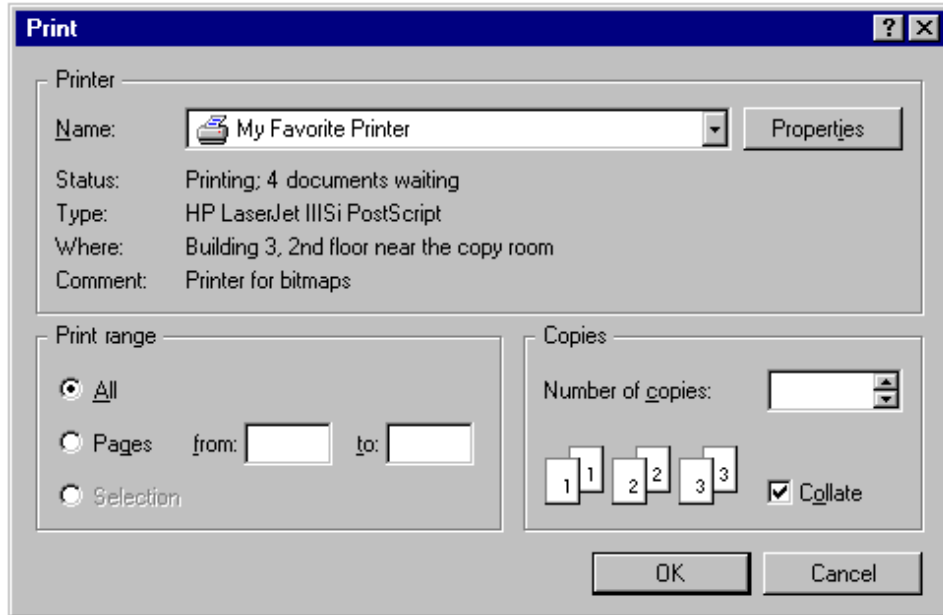 Print
Printer
Name: My Favorite Printer Properties
Status: Printing; 4 documents waiting
Type: HP LaserJet IIISi PostScript
Where: Building 3, 2nd floor near the copy room
Comment: Printer for bitmaps
Print range
All
Pages from: to:
Selection
Copies
Number of copies:
1 1 2 2 3 3
Collate
OK Cancel